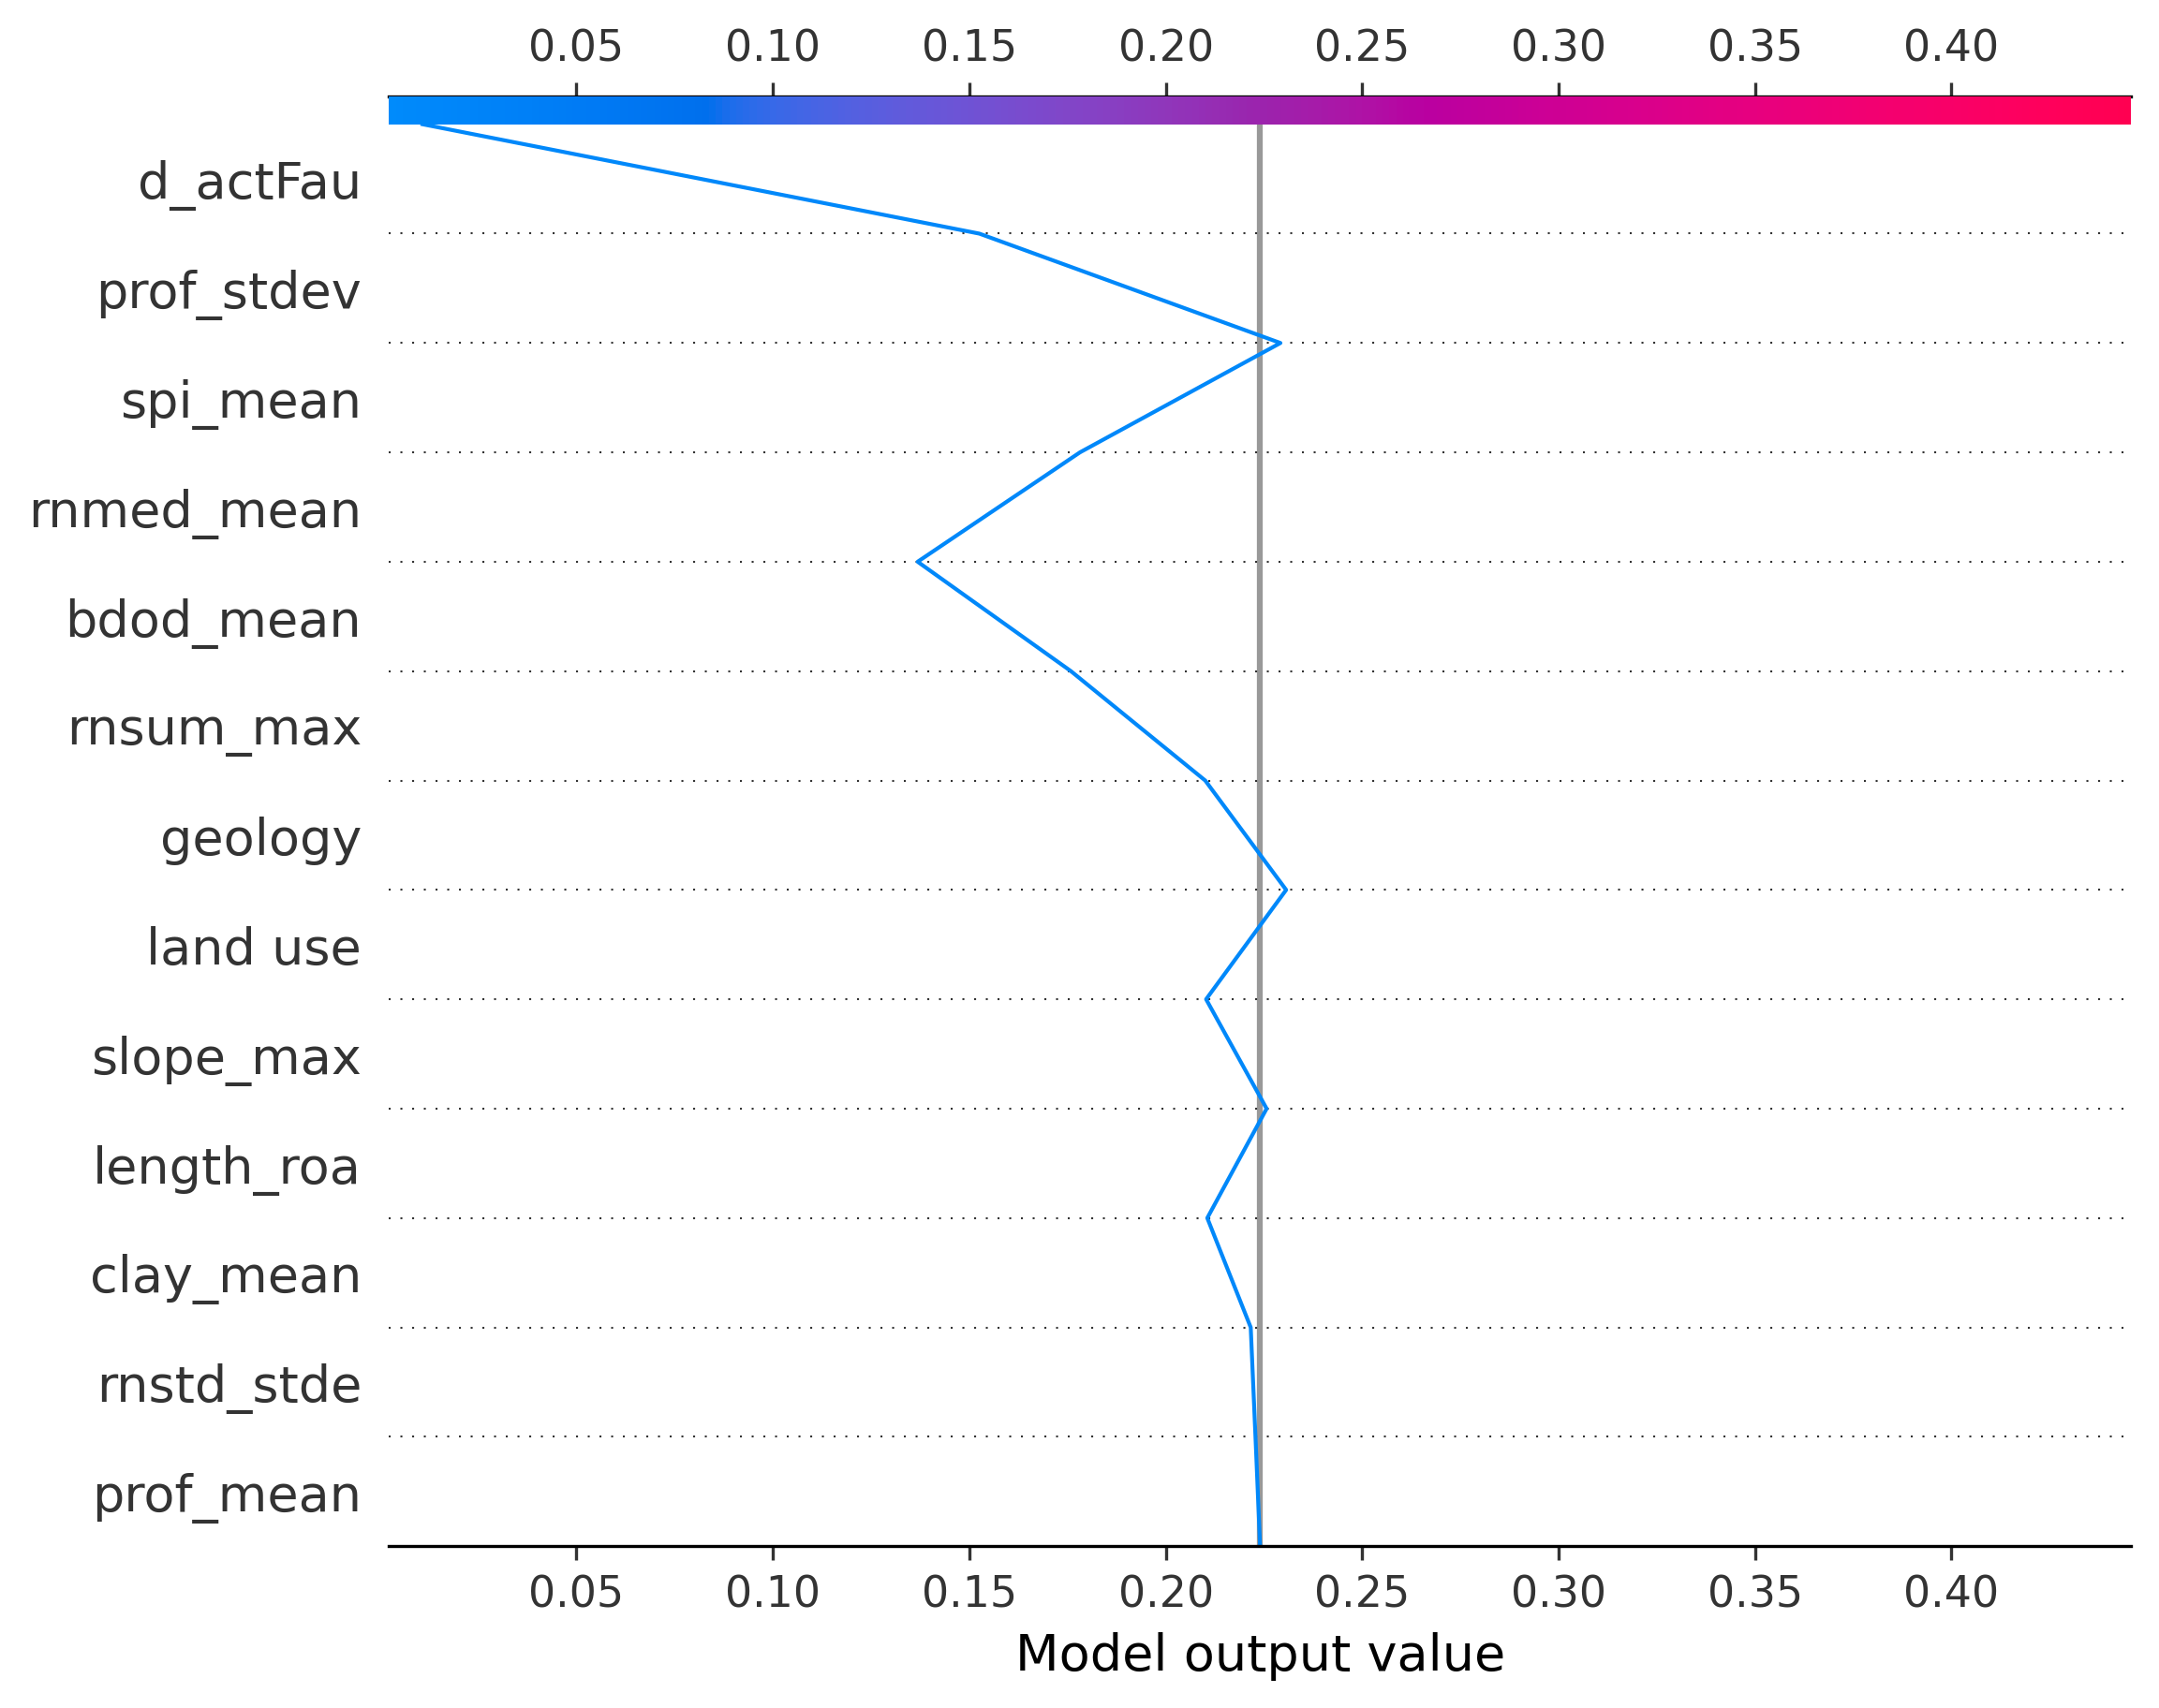 0.05 0.10 0.15 0.20 0.25 0.30 0.35 0.40
d_actFau
prof_stdev
spi_mean
rnmed_mean
bdod_mean
rnsum_max
geology
land use
slope_max
length_roa
clay_mean
rnstd_stde
prof_mean
0.05 0.10 0.15 0.20 0.25 0.30 0.35 0.40
Model output value